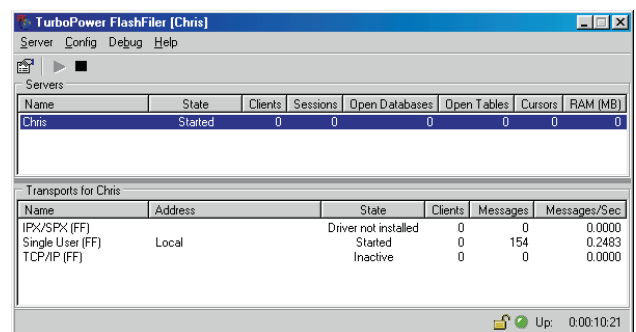 TurboPower FlashFiler [Chris]
Server Config Debug Help
Servers
Name State Clients Sessions Open Databases Open Tables Cursors RAM (MB)
Chris Started 0 0 0 0 0 0
Transports for Chris
Name Address State Clients Messages Messages/Sec
IPX/SPX (FF) Driver not installed 0 0 0.0000
Single User (FF) Local Started 0 154 0.2483
TCP/IP (FF) Inactive 0 0 0.0000
Up: 0:00:10:21